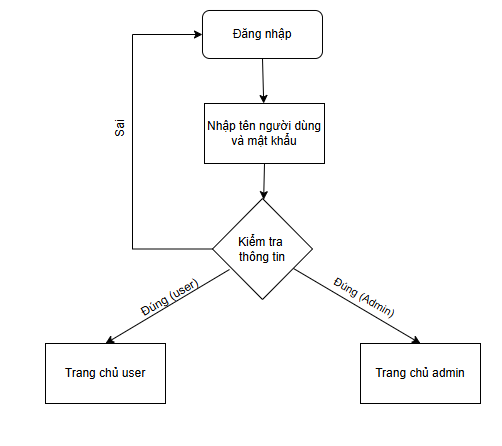 Đăng nhập
Sai
Nhập tên người dùng
và mật khẩu
Kiểm tra
thông tin
Đúng (user)
Đúng (Admin)
Trang chủ user
Trang chủ admin